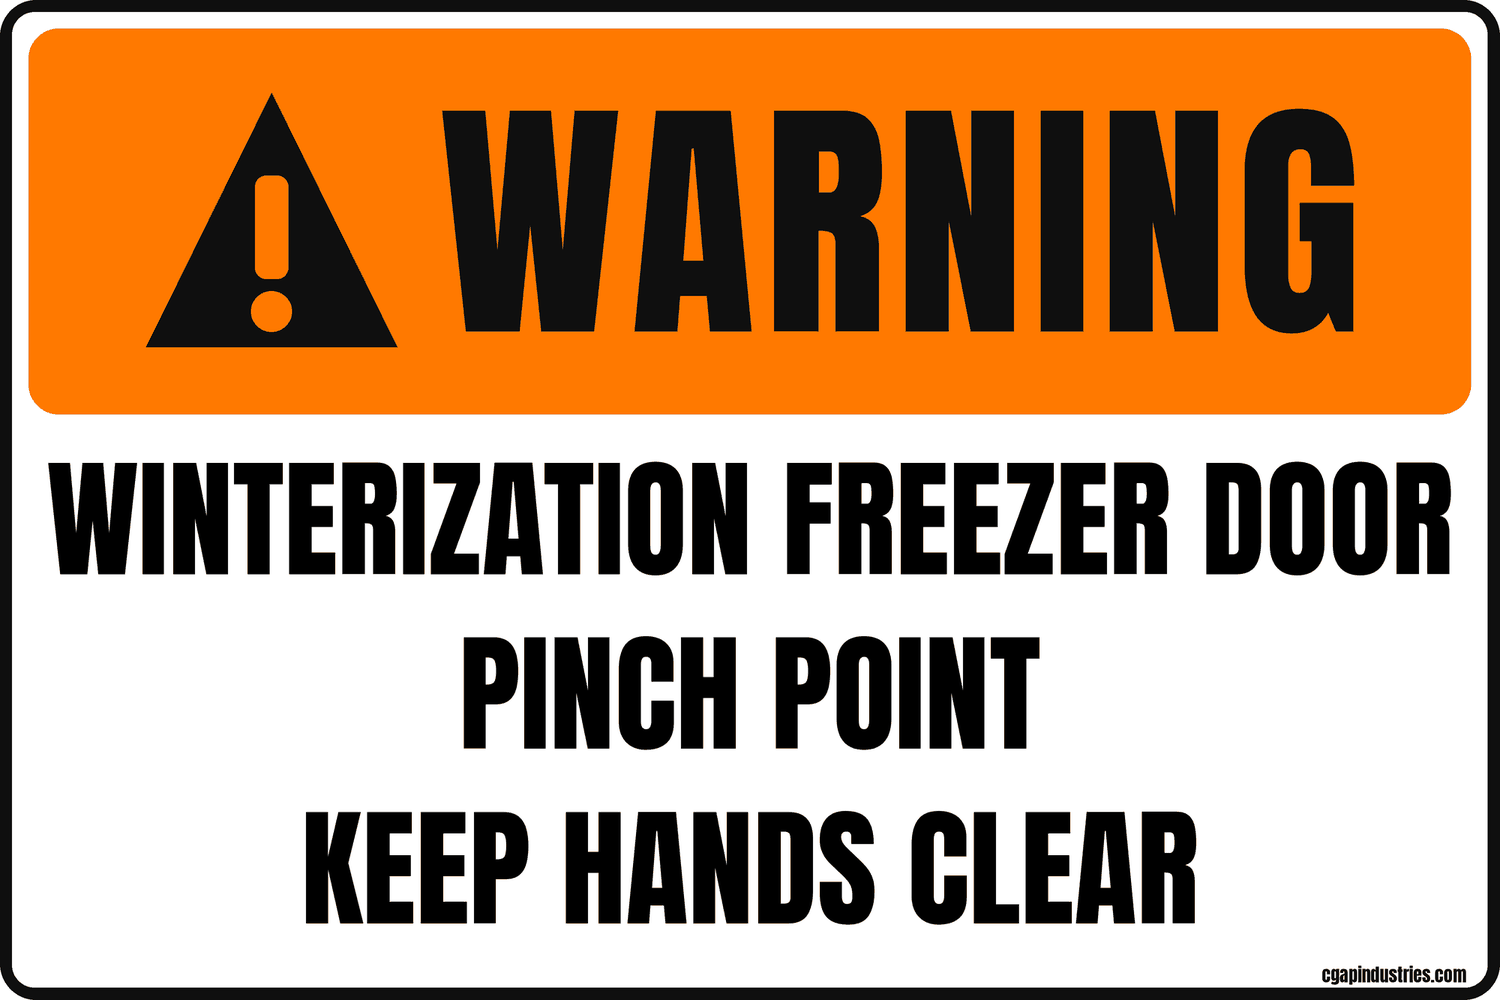 WARNING
WINTERIZATION FREEZER DOOR
PINCH POINT
KEEP HANDS CLEAR
cgapindustries.com